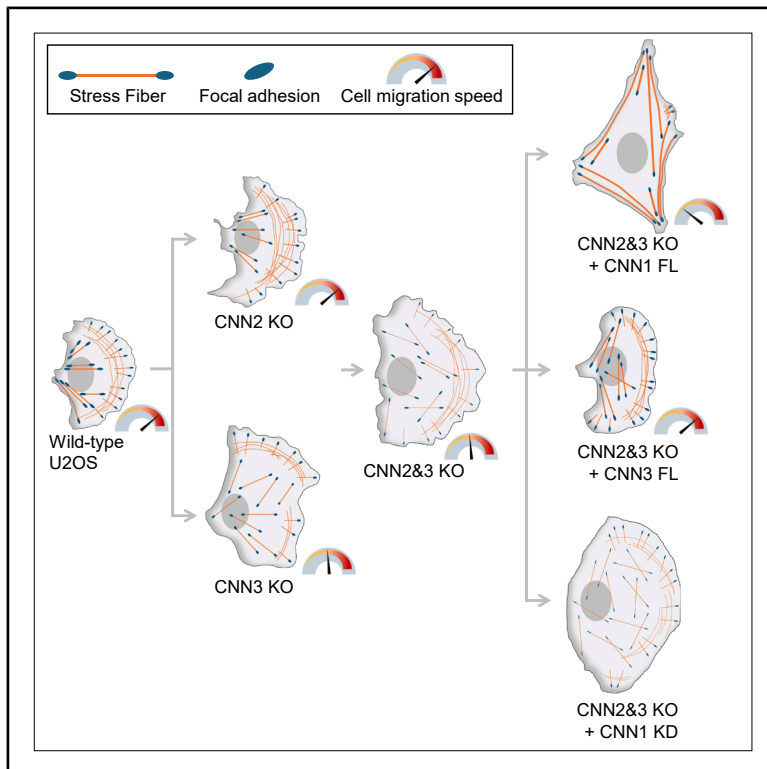 Stress Fiber
Focal adhesion
Cell migration speed
Wild-type
U2OS
CNN2 KO
CNN3 KO
CNN2&3 KO
CNN2&3 KO
+ CNN1 FL
CNN2&3 KO
+ CNN3 FL
CNN2&3 KO
+ CNN1 KD